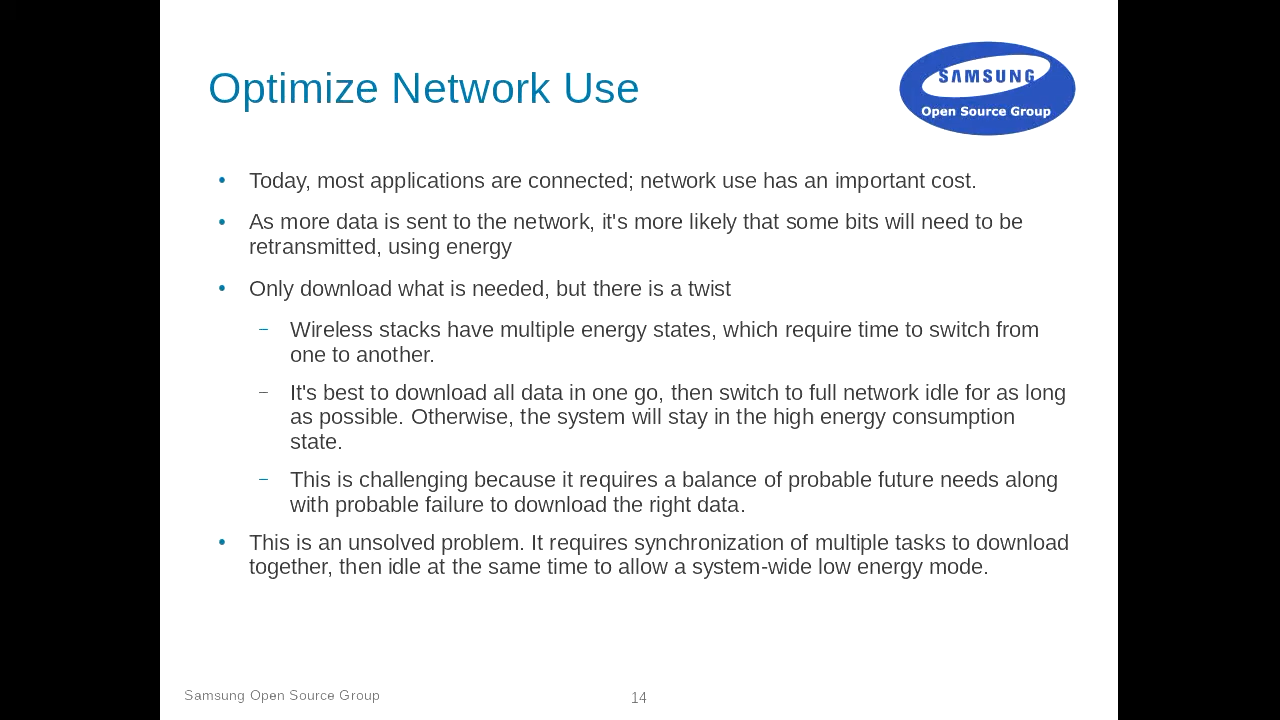 Optimize Network Use
SAMSUNG
Open Source Group
• Today, most applications are connected; network use has an important cost.
• As more data is sent to the network, it's more likely that some bits will need to be
retransmitted, using energy
• Only download what is needed, but there is a twist
– Wireless stacks have multiple energy states, which require time to switch from
one to another.
– It's best to download all data in one go, then switch to full network idle for as long
as possible. Otherwise, the system will stay in the high energy consumption
state.
– This is challenging because it requires a balance of probable future needs along
with probable failure to download the right data.
• This is an unsolved problem. It requires synchronization of multiple tasks to download
together, then idle at the same time to allow a system-wide low energy mode.
Samsung Open Source Group
14